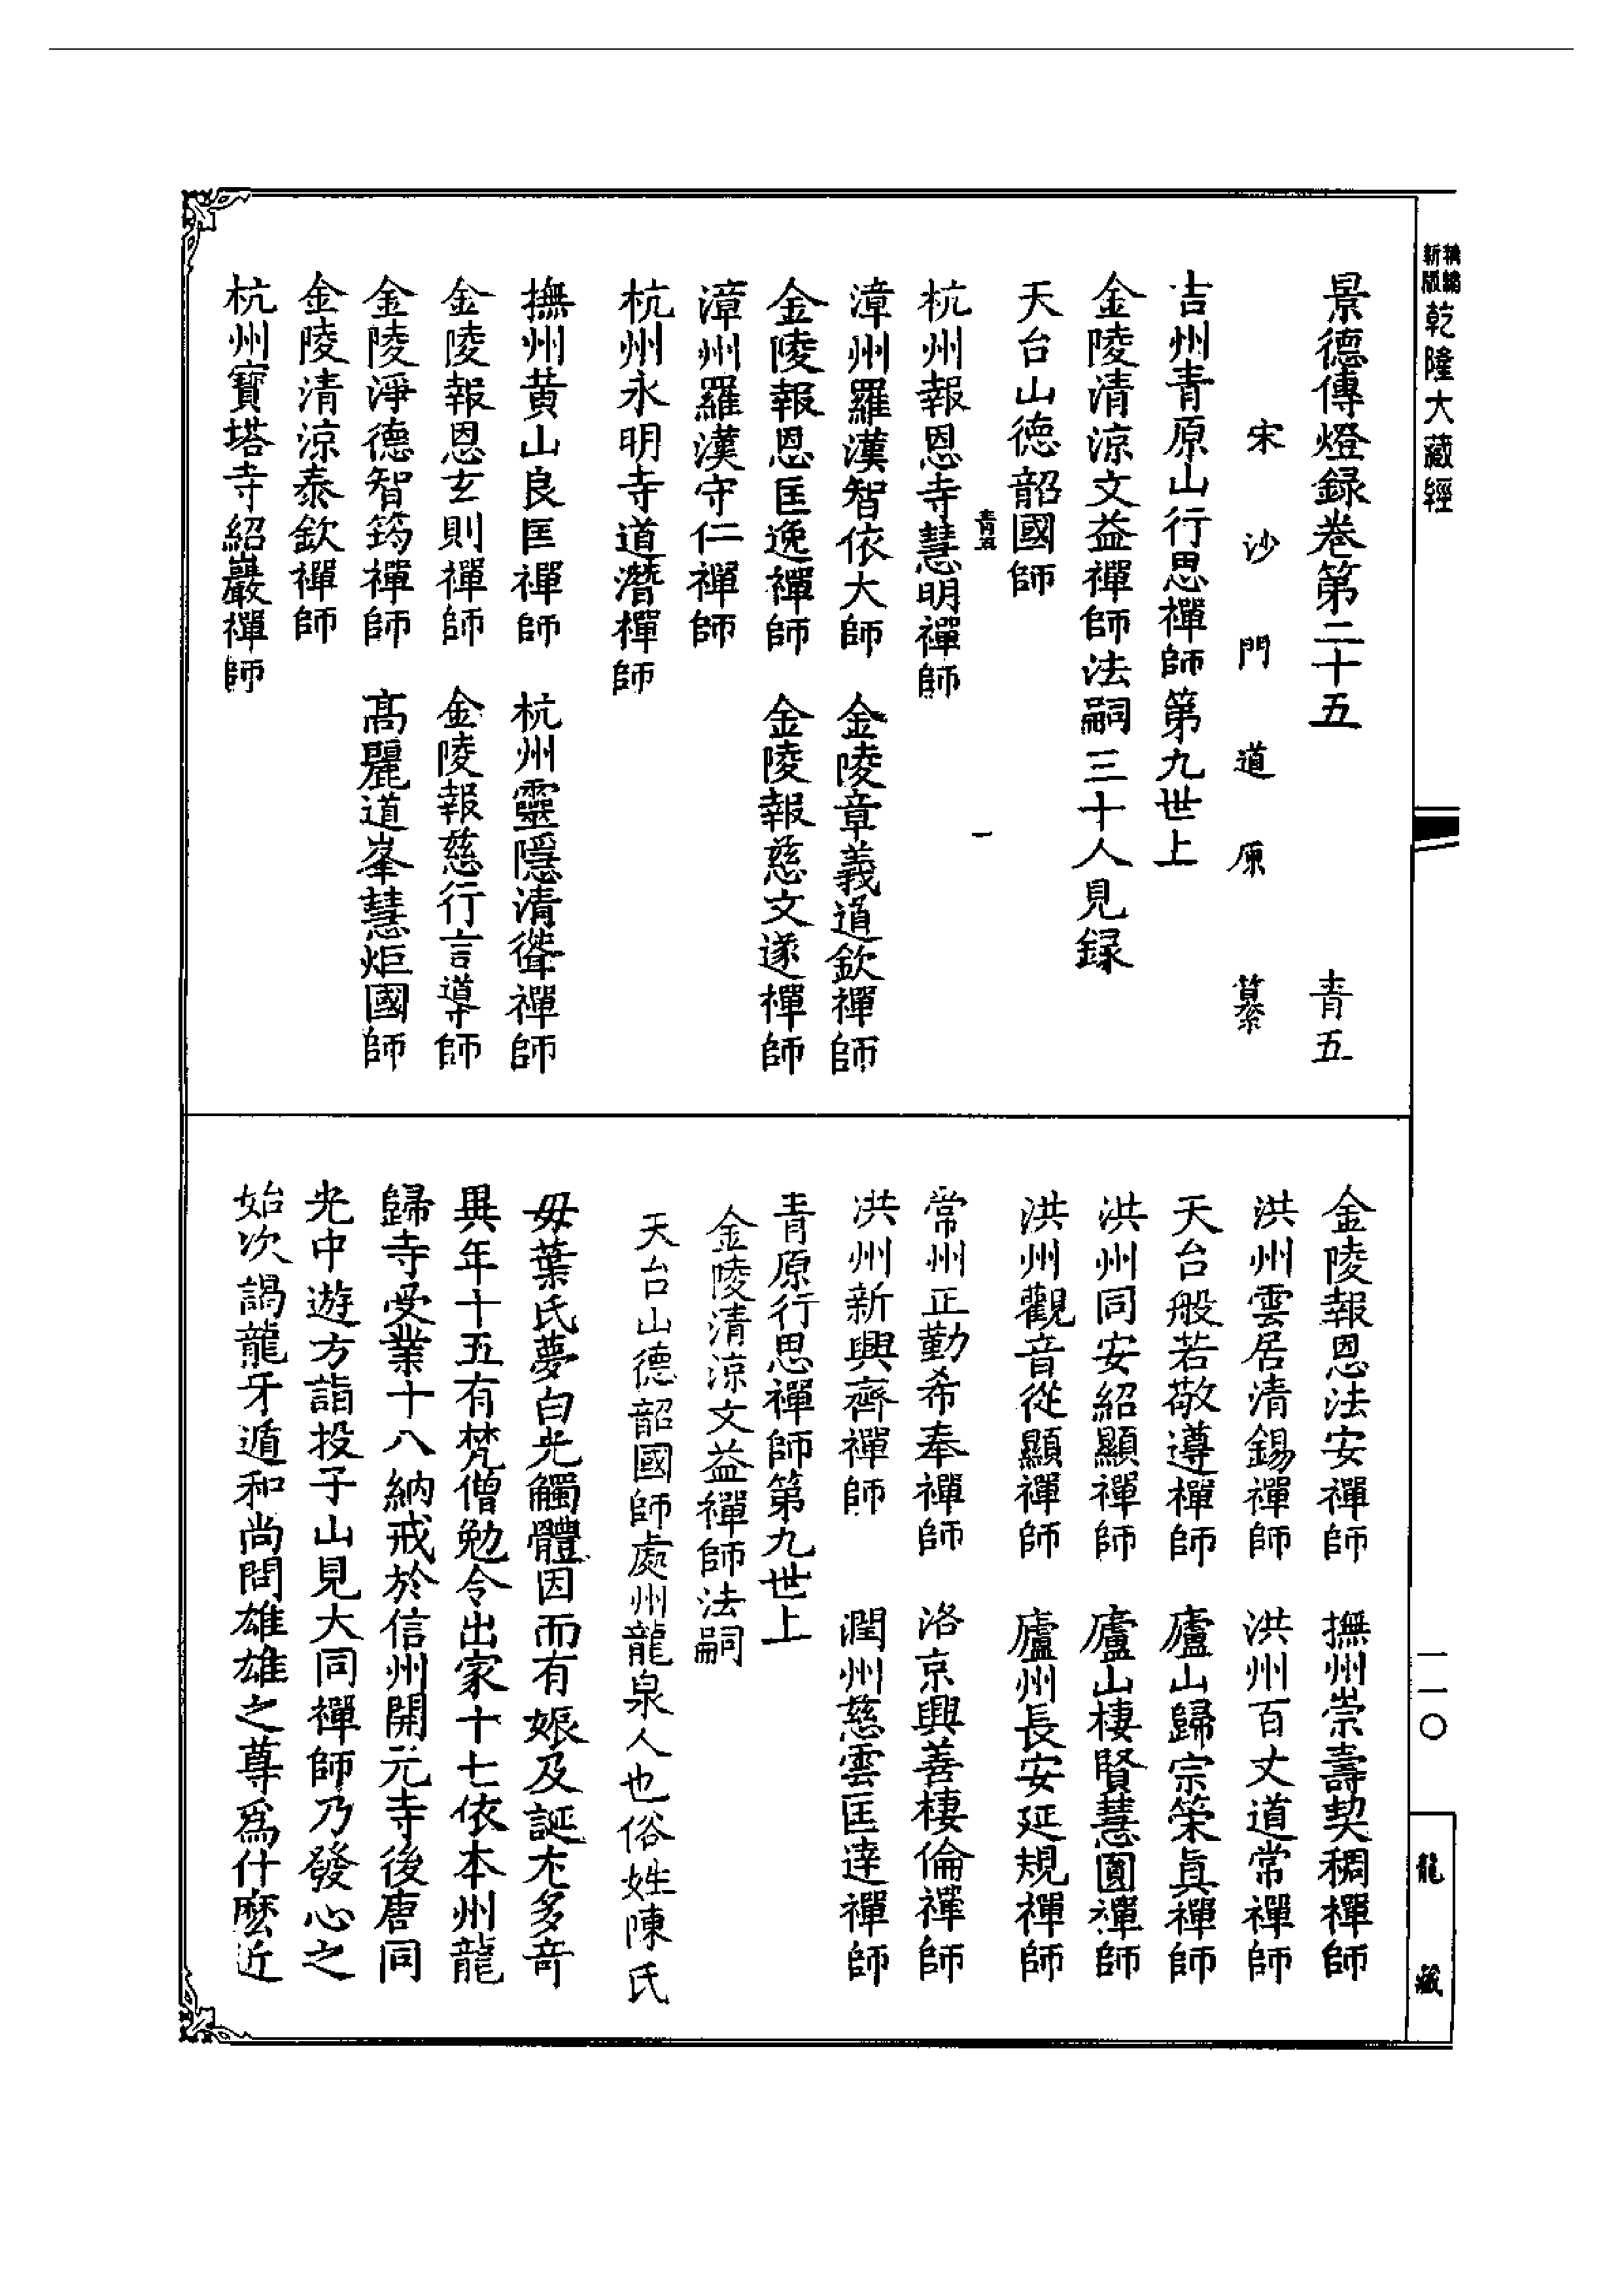 新編
縮版
乾隆大藏經
景德傳燈録卷第二十五 青五
宋沙門道原纂
吉州青原山行思禪師第九世上
金陵清涼文益禪師法嗣三十人見録
天台山德韶國師
青五 一
杭州報恩寺慧明禪師
漳州羅漢智依大師 金陵章義道欽禪師
金陵報恩匡逸禪師 金陵報慈文遂禪師
漳州羅漢守仁禪師
杭州永明寺道潛禪師
撫州黃山良匡禪師 杭州靈隱清聳禪師
金陵報恩玄則禪師 金陵報慈行言導師
金陵淨德智筠禪師 高麗道峯慧炬國師
金陵清涼泰欽禪師
杭州寶塔寺紹巖禪師
金陵報恩法安禪師 撫州崇壽契稠禪師
洪州雲居清錫禪師 洪州百丈道常禪師
天台般若敬遵禪師 廬山歸宗策真禪師
洪州同安紹顯禪師 廬山棲賢慧圓禪師
洪州觀音從顯禪師 廬州長安延規禪師
常州正勤希奉禪師 洛京興善棲倫禪師
洪州新興齊禪師 潤州慈雲匡達禪師
青原行思禪師第九世上
金陵清涼文益禪師法嗣
天台山德韶國師處州龍泉人也俗姓陳氏
毋葉氏夢白光觸體因而有娠及誕尤多奇
異年十五有梵僧勉令出家十七依本州龍
歸寺受業十八納戒於信州開元寺後唐同
光中遊方詣投子山見大同禪師乃發心之
始次謁龍牙遁和尚問雄雄之尊爲什麽近
一一〇
龍藏